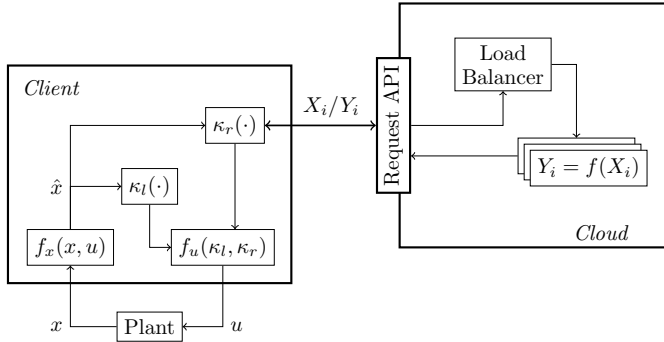 Client
κ_r(·)
x̂
κ_l(·)
f_x(x, u)
f_u(κ_l, κ_r)
x
Plant
u
X_i/Y_i
Request API
Load
Balancer
Y_i = f(X_i)
Cloud